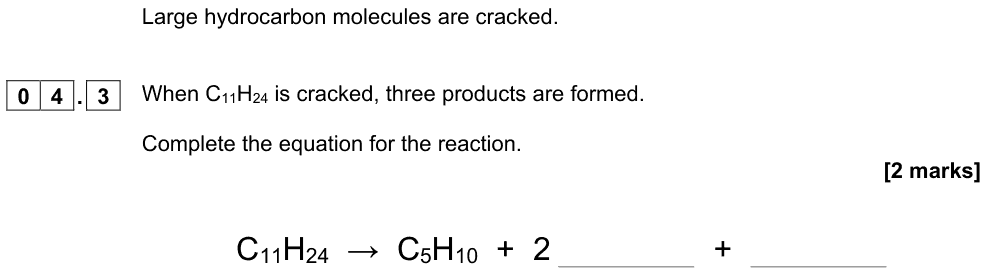 Large hydrocarbon molecules are cracked.
0 4 . 3 When C₁₁H₂₄ is cracked, three products are formed.
Complete the equation for the reaction.
[2 marks]
C₁₁H₂₄ → C₅H₁₀ + 2 ________ + ________